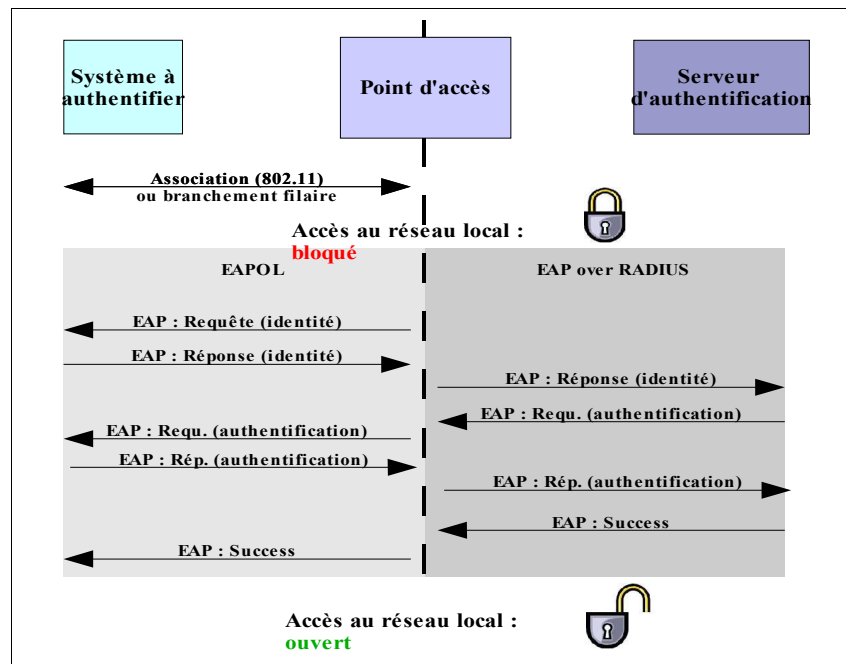 Système à
authentifier
Point d'accès
Serveur
d'authentification
Association (802.11)
ou branchement filaire
Accès au réseau local :
bloqué
EAPOL
EAP over RADIUS
EAP : Requête (identité)
EAP : Réponse (identité)
EAP : Réponse (identité)
EAP : Requ. (authentification)
EAP : Requ. (authentification)
EAP : Rép. (authentification)
EAP : Rép. (authentification)
EAP : Success
EAP : Success
Accès au réseau local :
ouvert